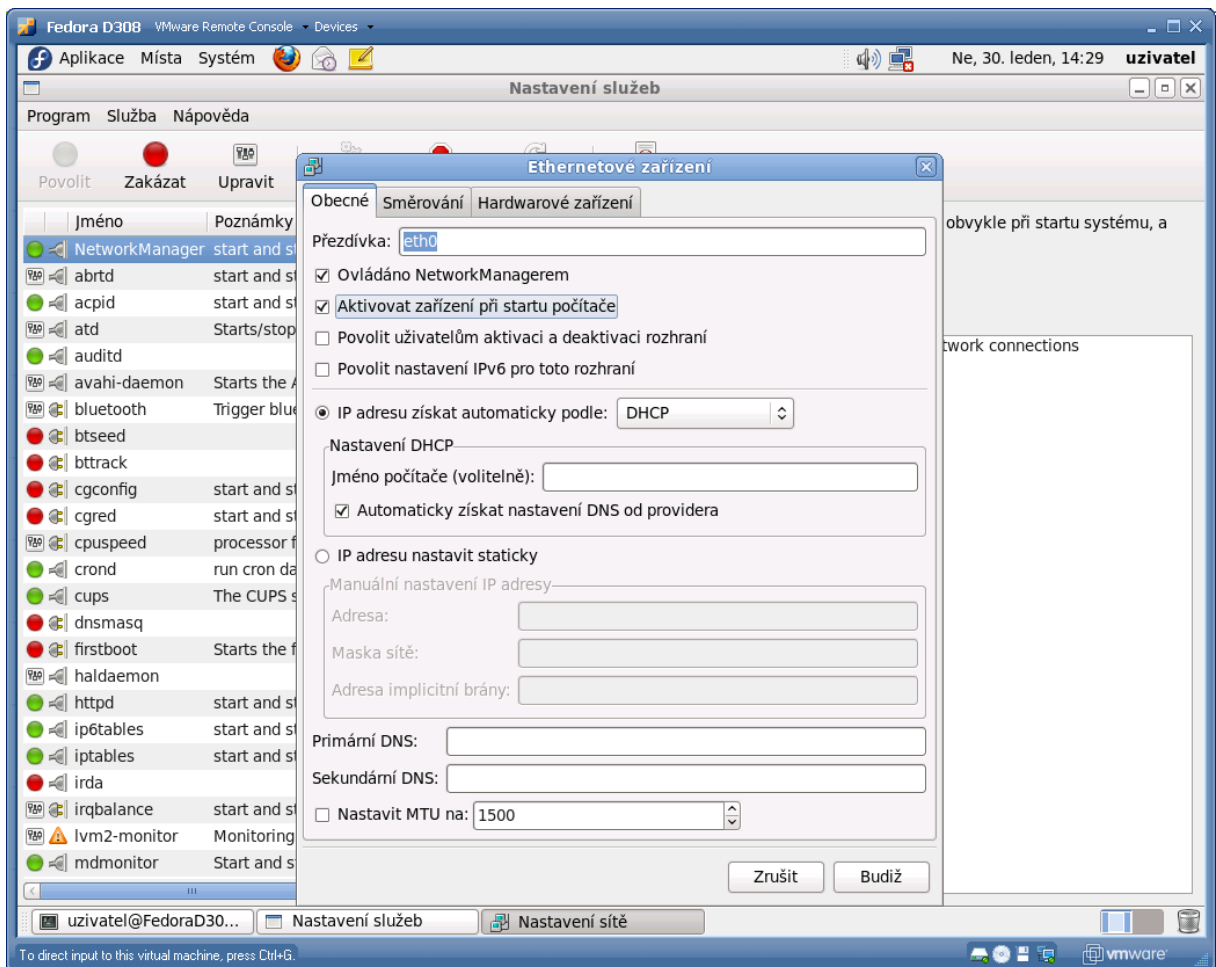 Fedora D308 VMware Remote Console Devices
Aplikace Místa Systém Ne, 30. leden, 14:29 uzivatel
Nastavení služeb
Program Služba Nápověda
Povolit Zakázat Upravit
Jméno Poznámky
NetworkManager start and st
abrtd start and st
acpid start and st
atd Starts/stop
auditd
avahi-daemon Starts the A
bluetooth Trigger blue
btseed
bttrack
cgconfig start and st
cgred start and st
cpuspeed processor f
crond run cron da
cups The CUPS s
dnsmasq
firstboot Starts the f
haldaemon
httpd start and st
ip6tables start and st
iptables start and st
irda
irqbalance start and st
lvm2-monitor Monitoring
mdmonitor Start and s
obvykle při startu systému, a
twork connections
Ethernetové zařízení
Obecné Směrování Hardwarové zařízení
Přezdívka: eth0
Ovládáno NetworkManagerem
Aktivovat zařízení při startu počítače
Povolit uživatelům aktivaci a deaktivaci rozhraní
Povolit nastavení IPv6 pro toto rozhraní
IP adresu získat automaticky podle: DHCP
Nastavení DHCP
Jméno počítače (volitelně):
Automaticky získat nastavení DNS od providera
IP adresu nastavit staticky
Manuální nastavení IP adresy
Adresa:
Maska sítě:
Adresa implicitní brány:
Primární DNS:
Sekundární DNS:
Nastavit MTU na: 1500
Zrušit Budiž
uzivatel@FedoraD30... Nastavení služeb Nastavení sítě
To direct input to this virtual machine, press Ctrl+G. vmware